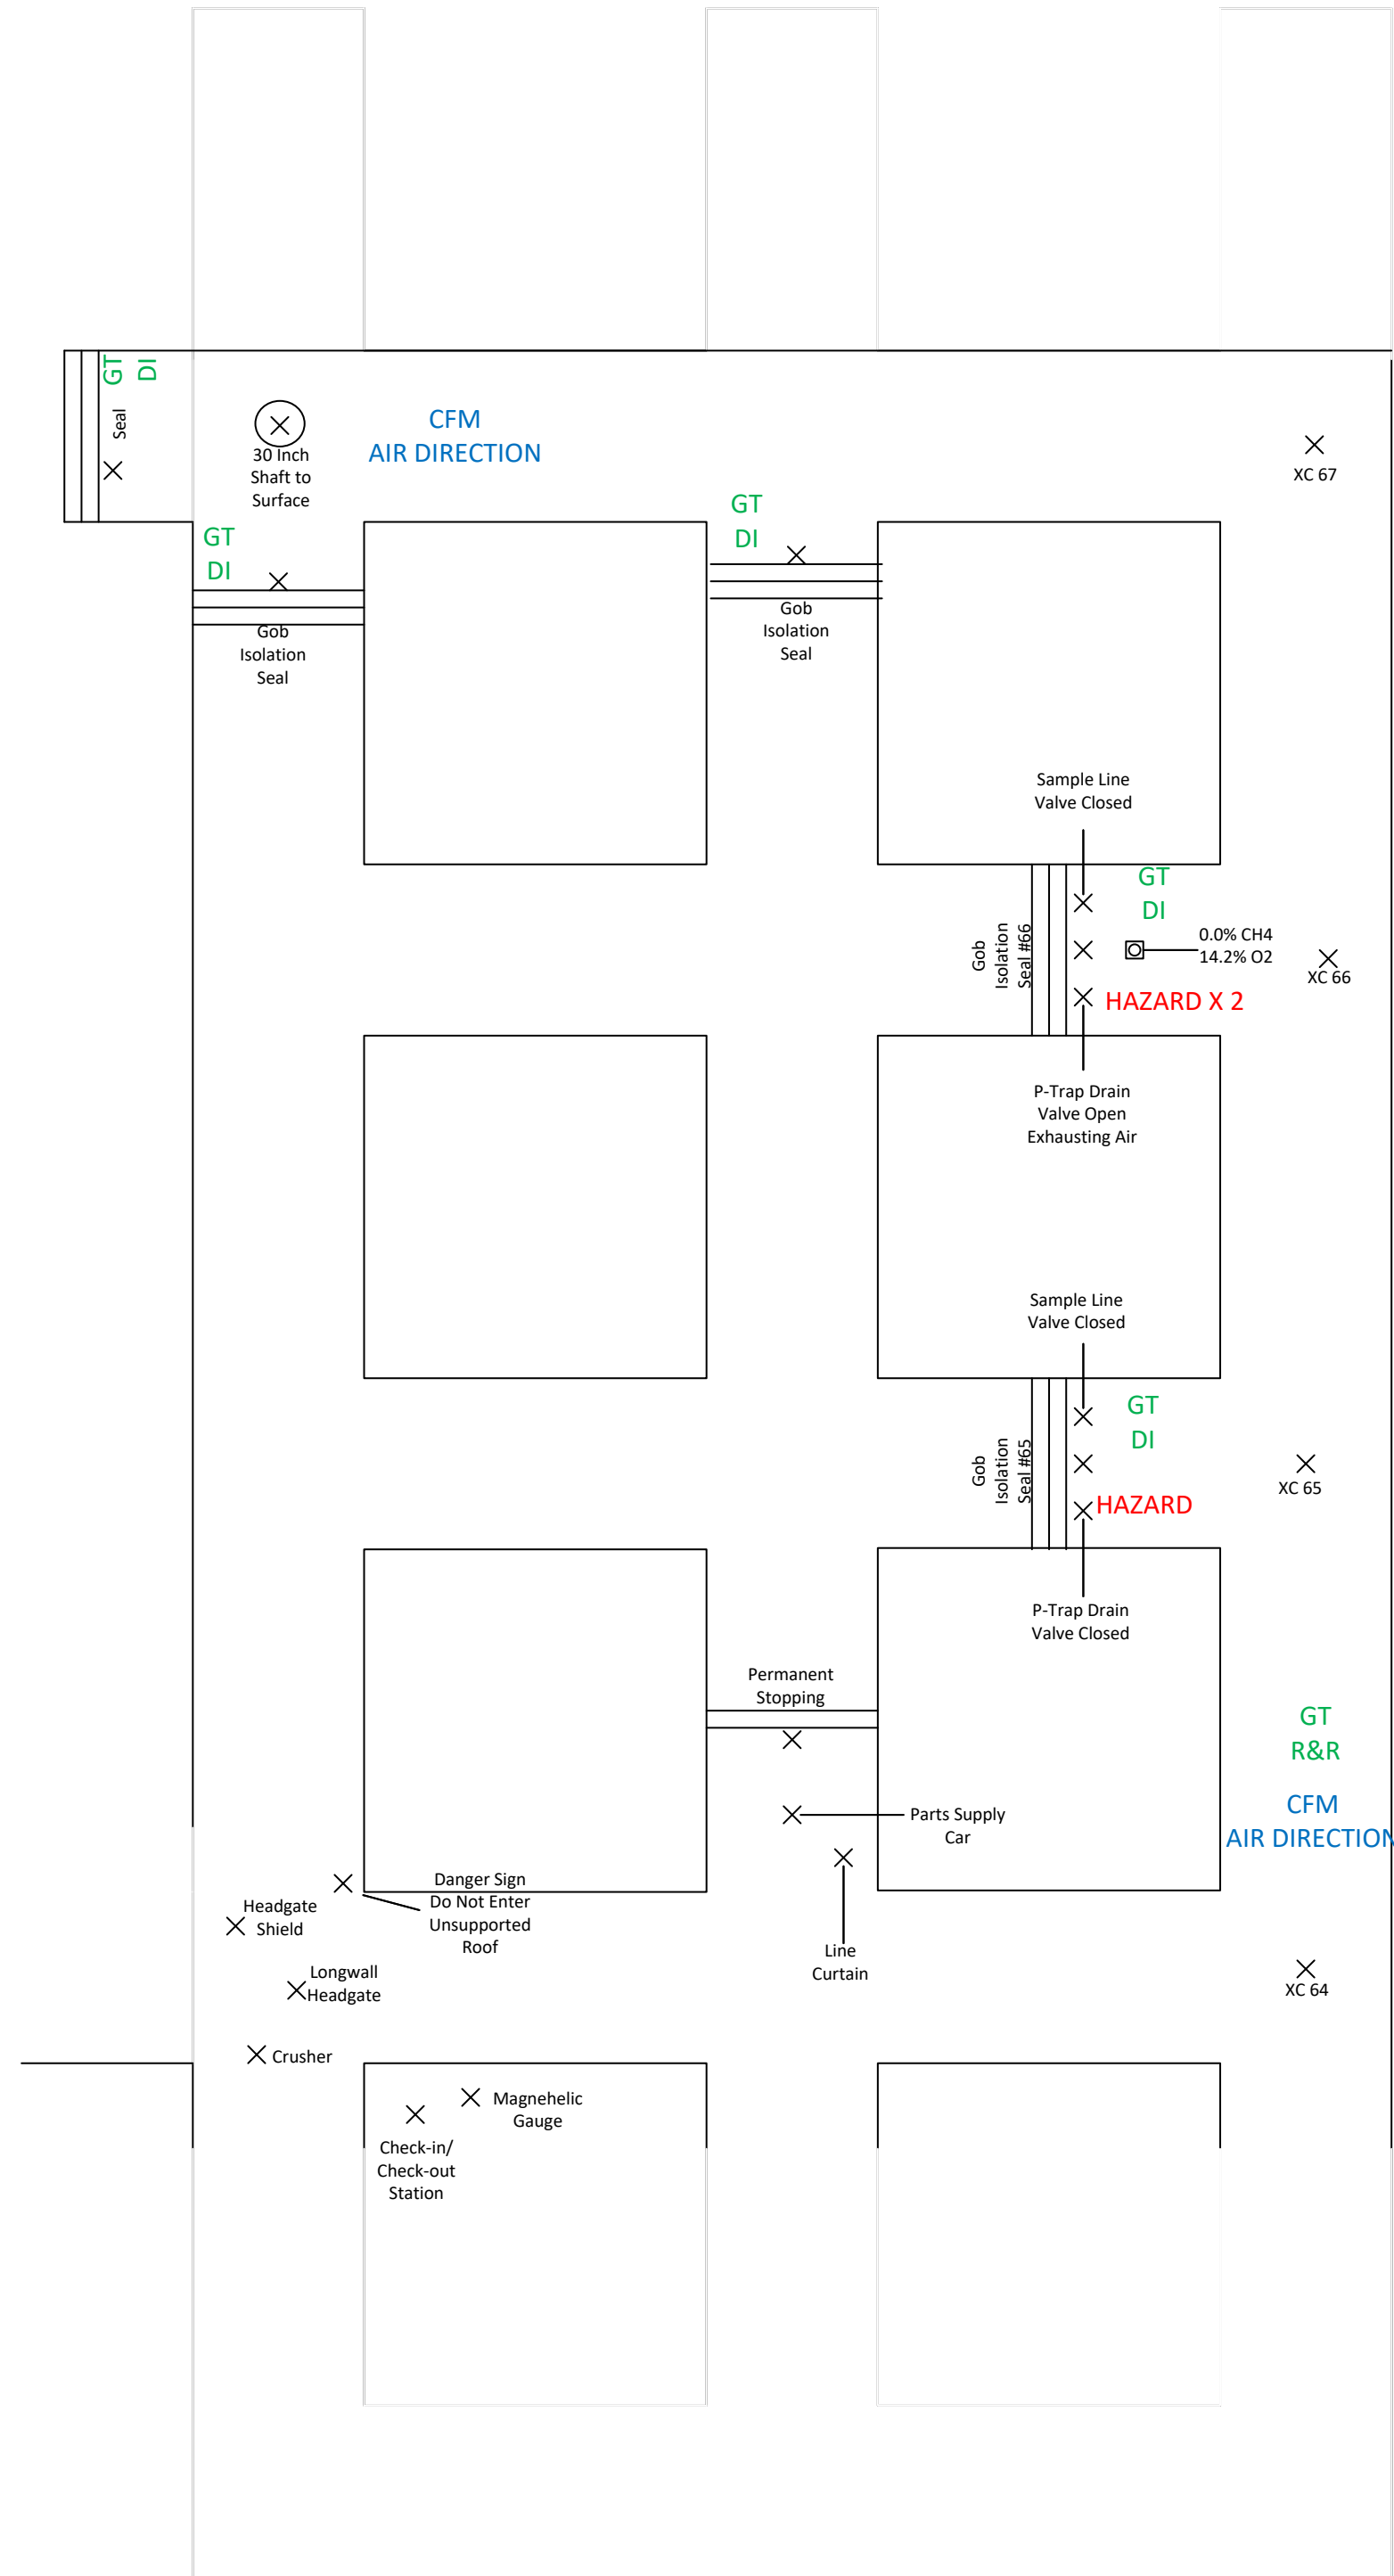 GT
DI
Seal
30 Inch
Shaft to
Surface
CFM
AIR DIRECTION
XC 67
GT
DI
Gob
Isolation
Seal
GT
DI
Gob
Isolation
Seal
Sample Line
Valve Closed
GT
DI
Gob
Isolation
Seal #66
0.0% CH4
14.2% O2
XC 66
HAZARD X 2
P-Trap Drain
Valve Open
Exhausting Air
Sample Line
Valve Closed
GT
DI
Gob
Isolation
Seal #65
XC 65
HAZARD
P-Trap Drain
Valve Closed
Permanent
Stopping
GT
R&R
CFM
AIR DIRECTION
Parts Supply
Car
Danger Sign
Do Not Enter
Unsupported
Roof
Headgate
Shield
Line
Curtain
Longwall
Headgate
XC 64
Crusher
Magnehelic
Gauge
Check-in/
Check-out
Station